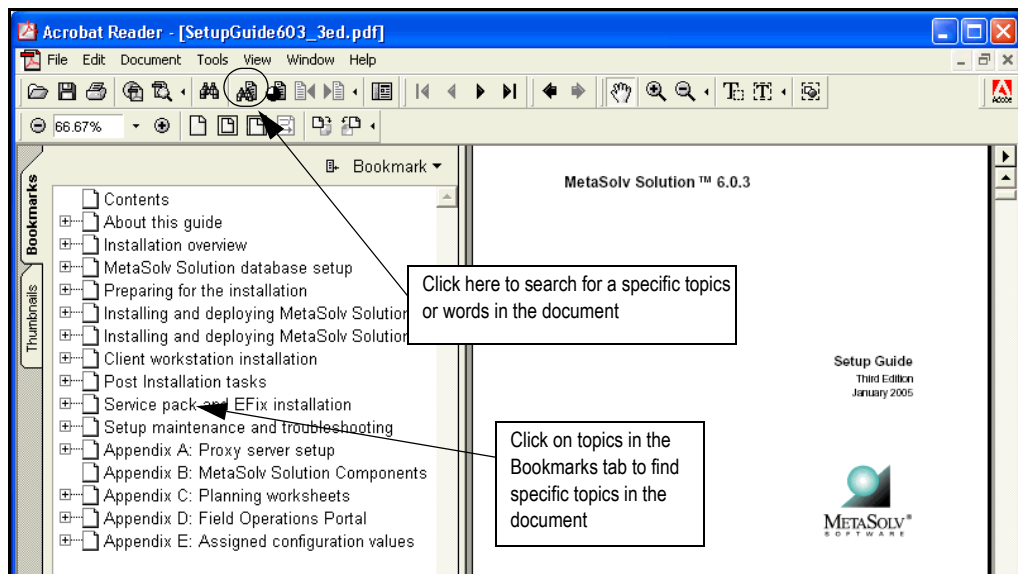 Acrobat Reader - [SetupGuide603_3ed.pdf]
File Edit Document Tools View Window Help
Adobe
66.67%
Bookmarks
Thumbnails
Bookmark
Contents
About this guide
Installation overview
MetaSolv Solution database setup
Preparing for the installation
Installing and deploying MetaSolv Solution
Installing and deploying MetaSolv Solution
Client workstation installation
Post Installation tasks
Service pack and EFix installation
Setup maintenance and troubleshooting
Appendix A: Proxy server setup
Appendix B: MetaSolv Solution Components
Appendix C: Planning worksheets
Appendix D: Field Operations Portal
Appendix E: Assigned configuration values
Click here to search for a specific topics
or words in the document
Click on topics in the
Bookmarks tab to find
specific topics in the
document
MetaSolv Solution ™ 6.0.3
Setup Guide
Third Edition
January 2005
METASOLV®
SOFTWARE